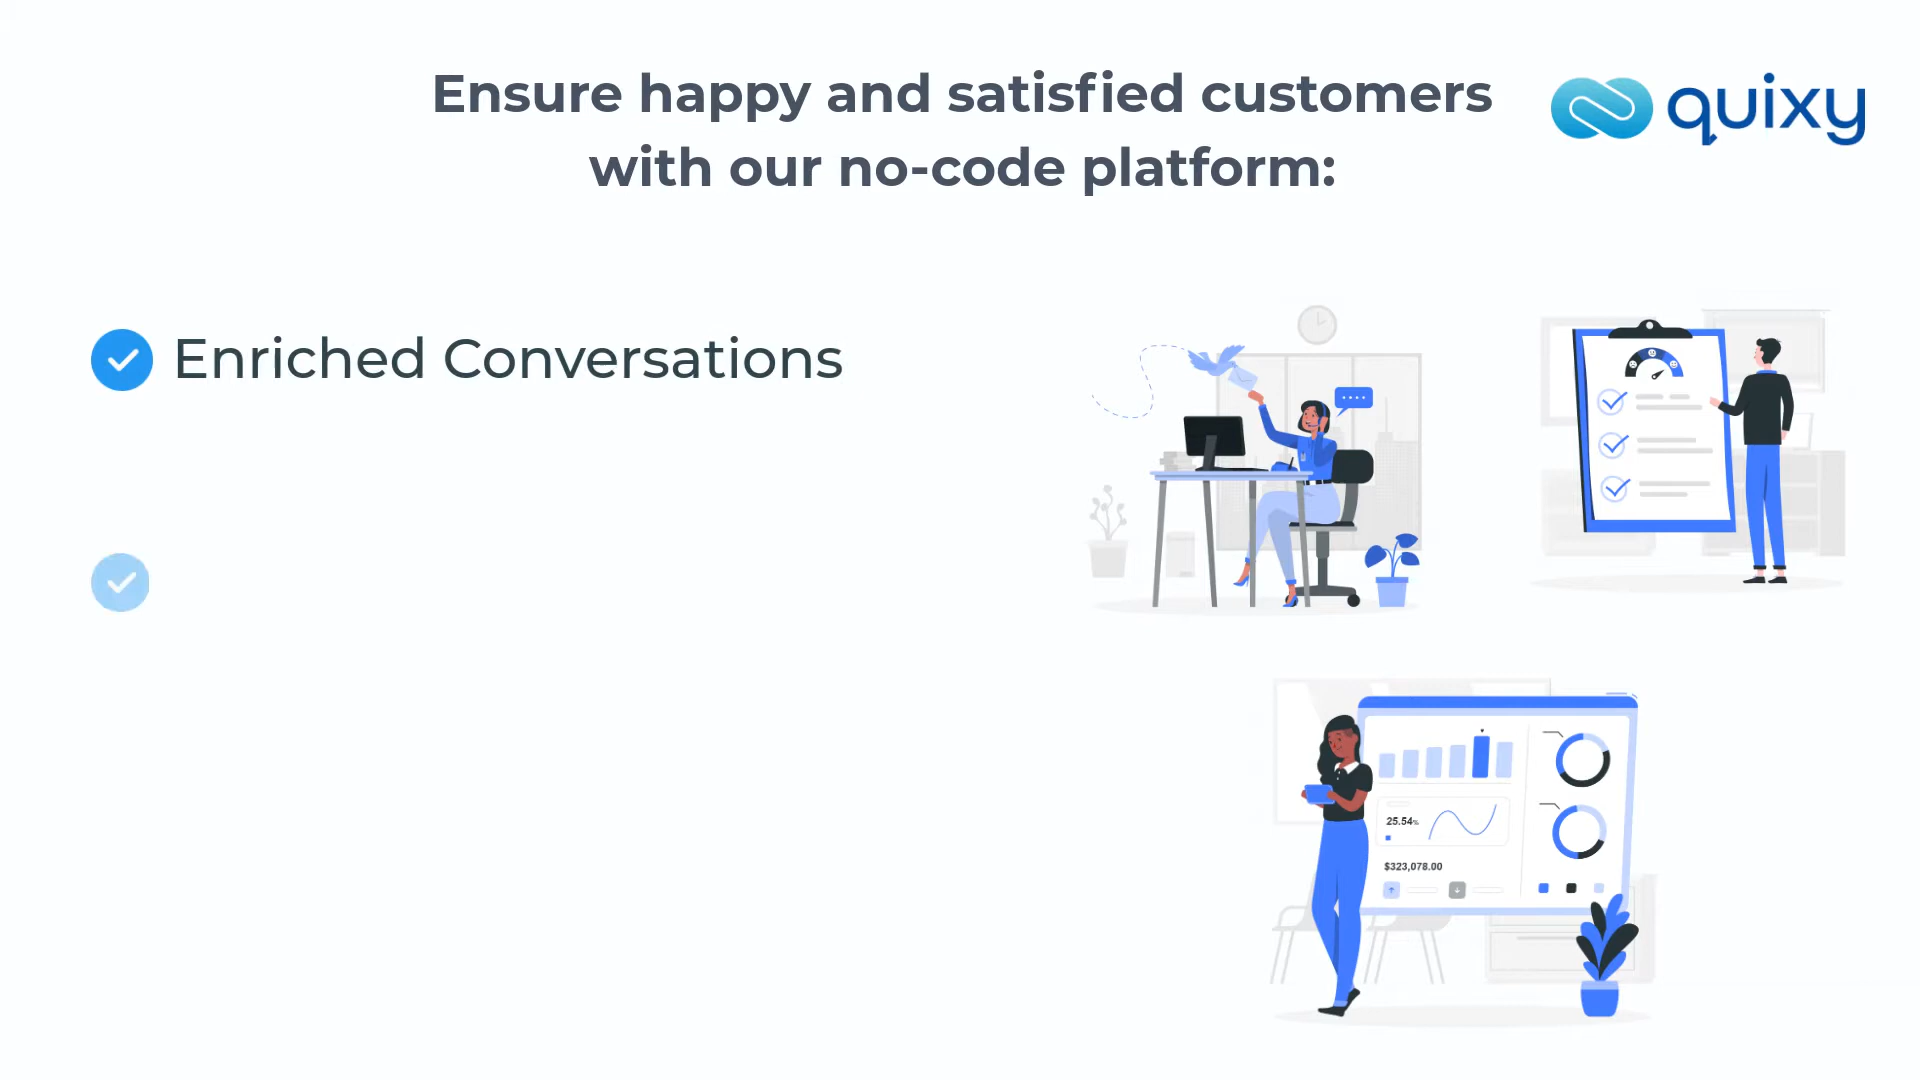 Ensure happy and satisfied customers
with our no-code platform:
quixy
Enriched Conversations
25.54%
$323,078.00